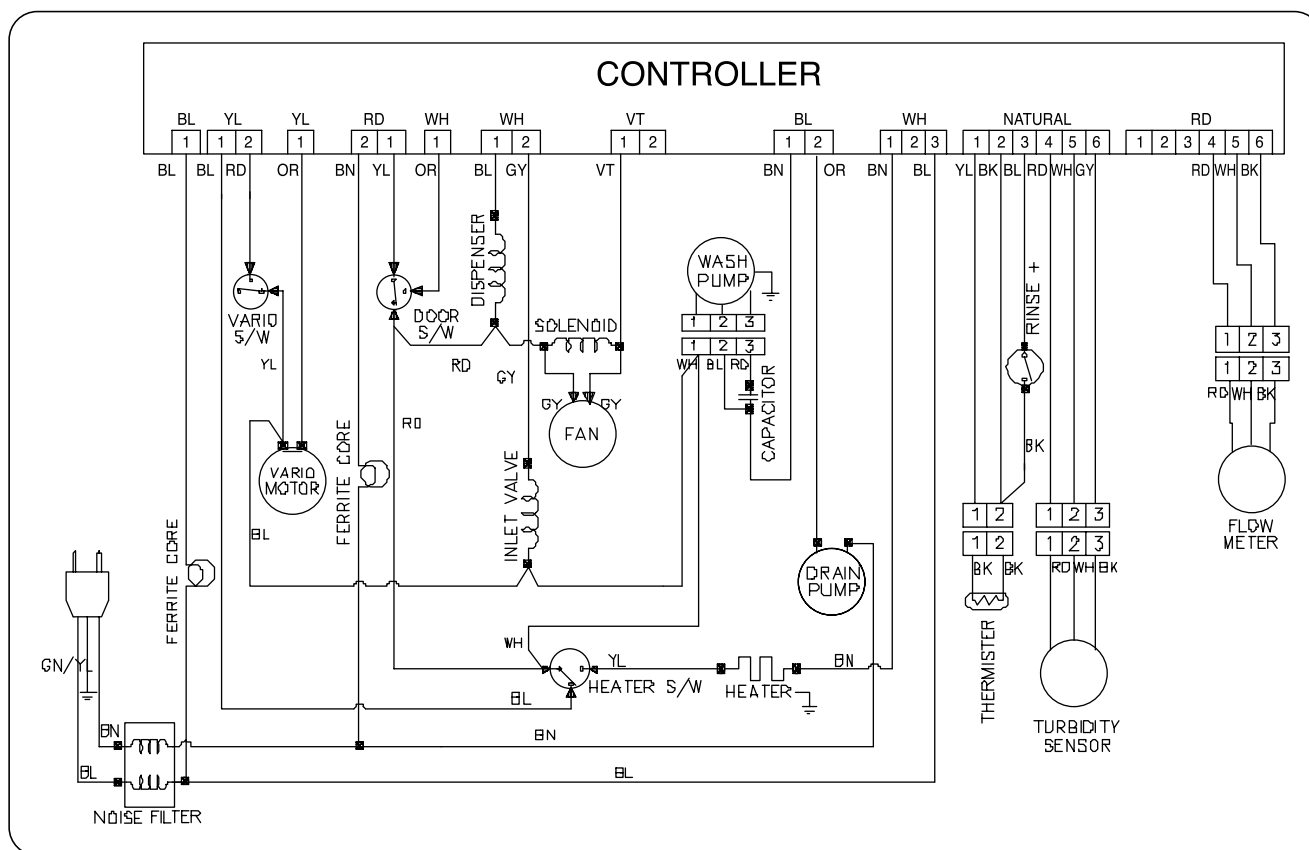 CONTROLLER
BL YL YL RD WH WH VT BL WH NATURAL RD
1 1 2 1 2 1 1 1 2 1 2 1 2 1 2 3 1 2 3 4 5 6 1 2 3 4 5 6
BL BL RD OR BN YL OR BL GY VT BN OR BN BL YL BK BL RD WH GY RD WH BK
DISPENSER
WASH
PUMP
RINSE +
VARIO
S/W
DOOR
S/W
SOLENOID
1 2 3
1 2 3
WH BL RD
1 2 3
1 2 3
RD WH BK
YL
RD
GY
GY GY
FAN
CAPACITOR
RD
BK
VARIO
MOTOR
FERRITE CORE
INLET VALVE
FLOW
METER
BL
FERRITE CORE
1 2
1 2
BK BK
1 2 3
1 2 3
RD WH BK
DRAIN
PUMP
GN/YL
WH
YL
BN
HEATER S/W
HEATER
THERMISTER
BL
TURBIDITY
SENSOR
BN
BN
BL
BL
NOISE FILTER